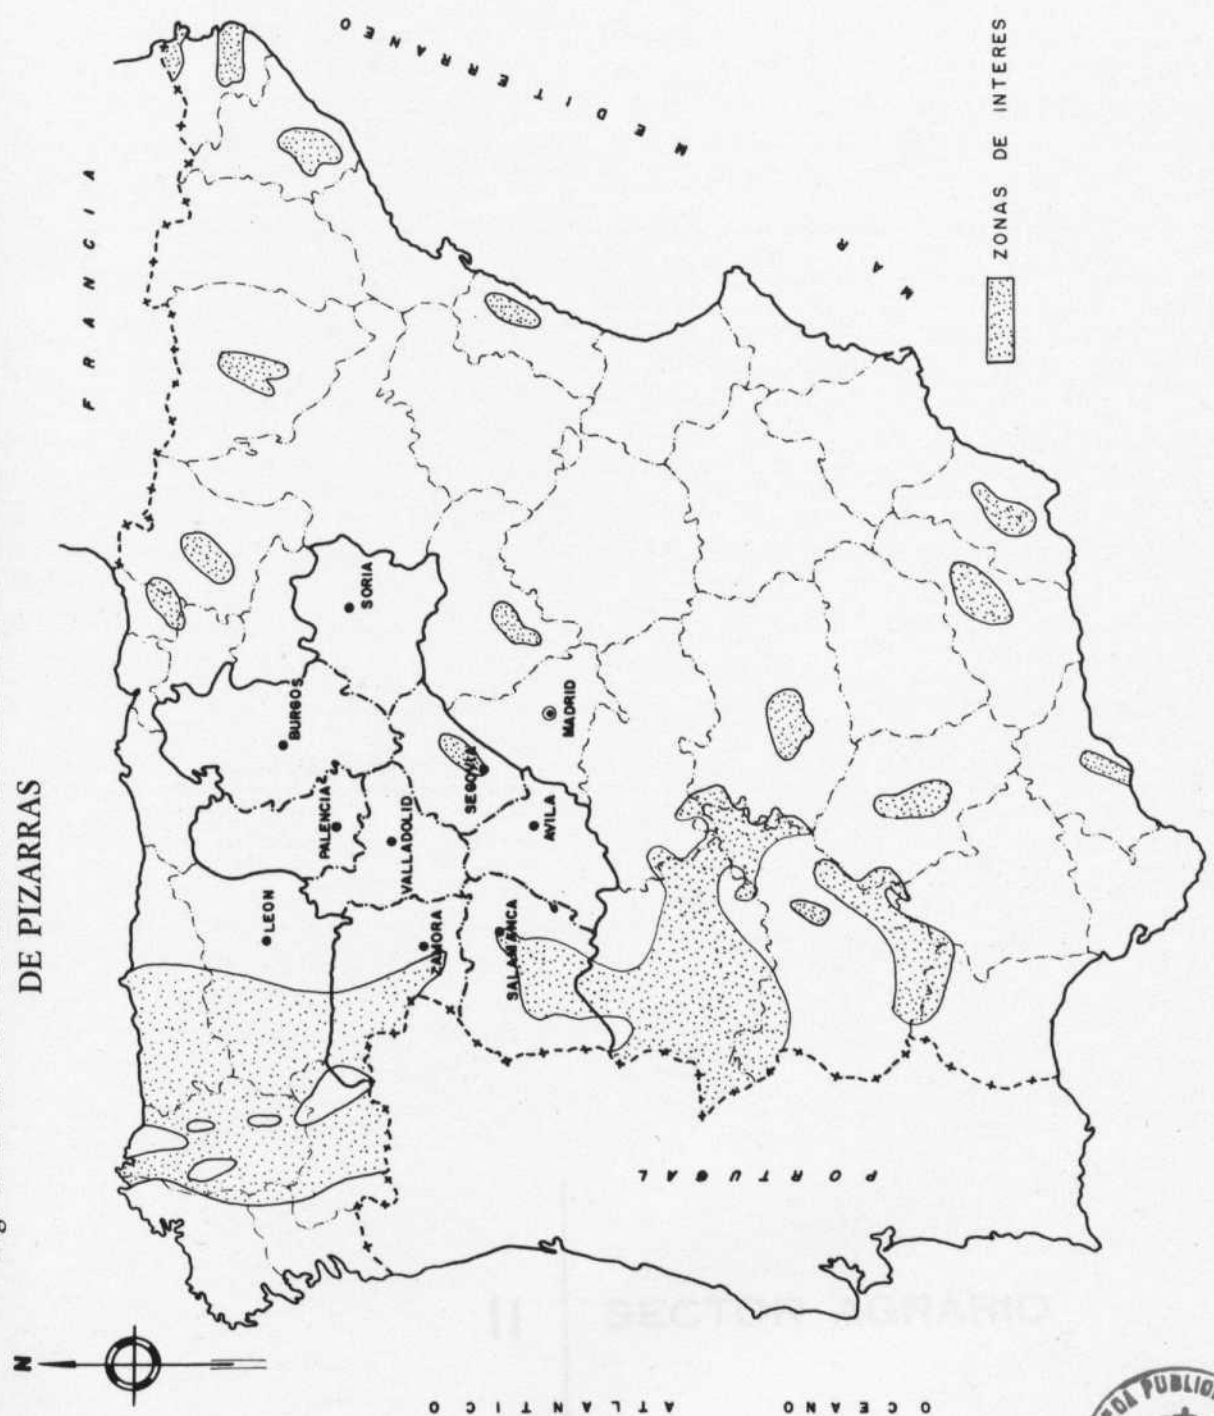 DE PIZARRAS
N
FRANCIA
MAR MEDITERRANEO
OCEANO ATLANTICO
PORTUGAL
LEON
PALENCIA
BURGOS
SORIA
VALLADOLID
ZAMORA
SEGOVIA
SALAMANCA
AVILA
MADRID
ZONAS DE INTERES
II SECTOR AGRARIO
PUBLIC